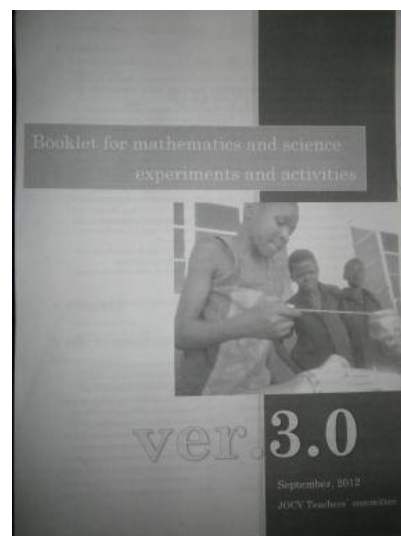 Booklet for mathematics and science
experiments and activities
ver.3.0
September, 2012
JOCV Teachers' committee